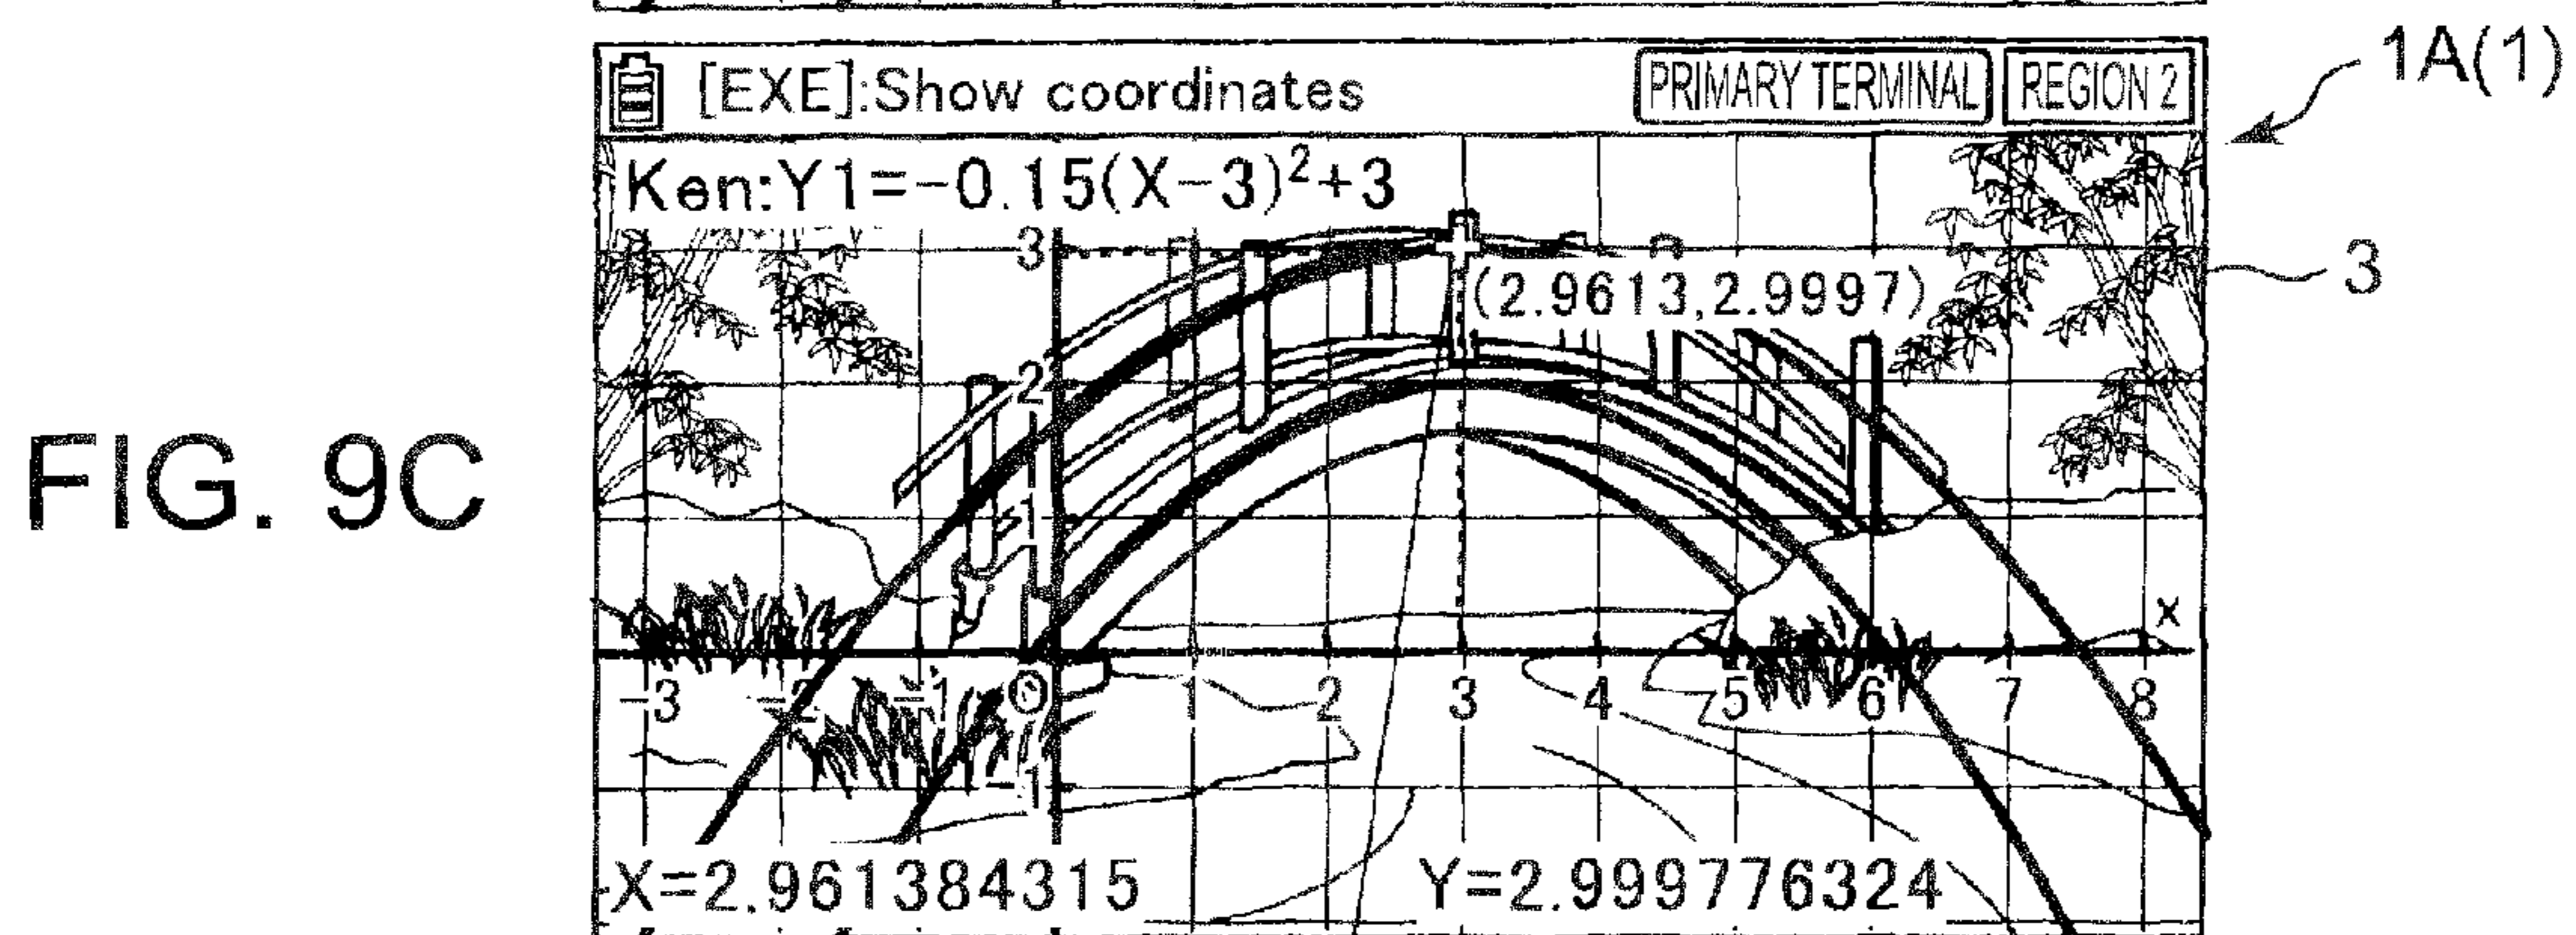 1A(1)
[EXE]:Show coordinates PRIMARY TERMINAL REGION 2
Ken:Y1=-0.15(X-3)²+3
3
3
(2.9613,2.9997)
2
FIG. 9C
1
x
-3 -2 -1 0 1 2 3 4 5 6 7 8
-1
X=2.961384315 Y=2.999776324